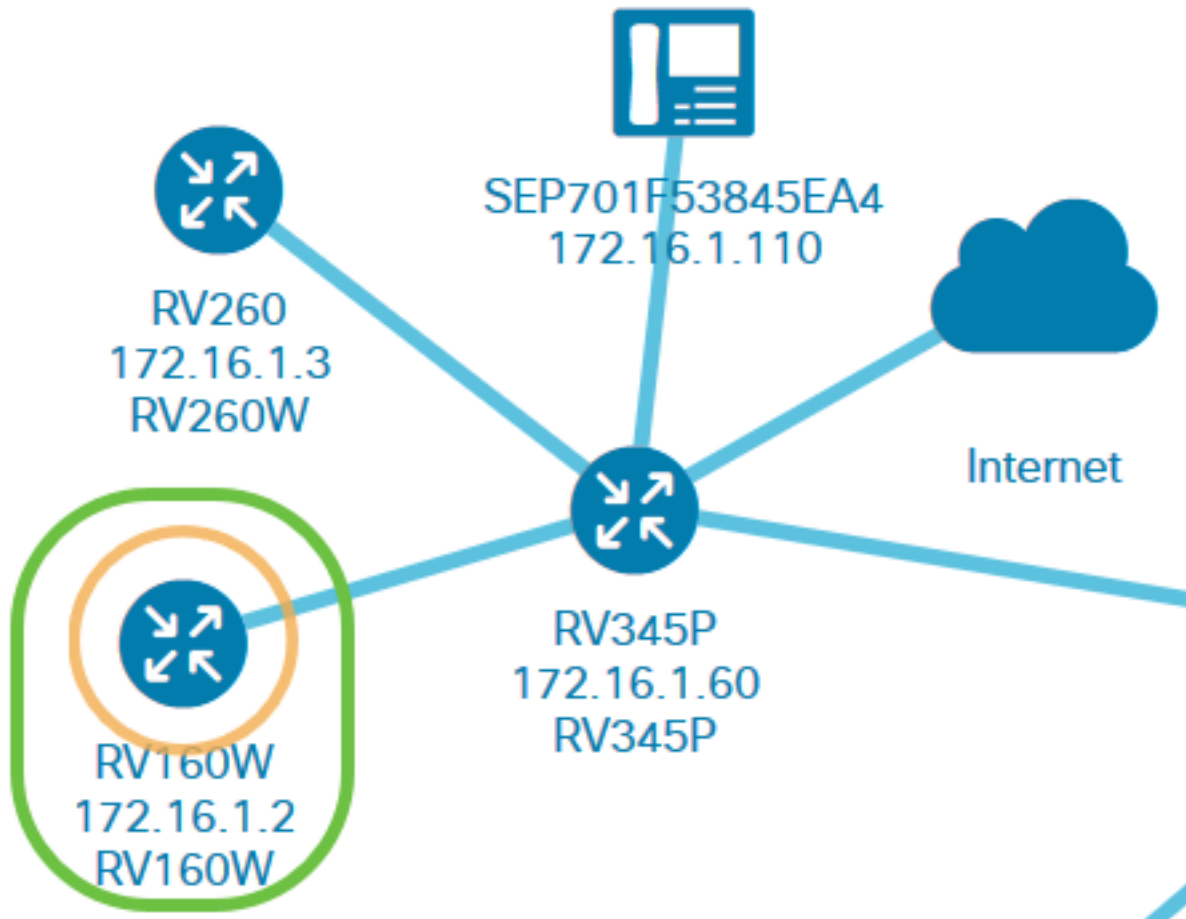 SEP701F53845EA4
172.16.1.110
RV260
172.16.1.3
RV260W
Internet
RV345P
172.16.1.60
RV345P
RV160W
172.16.1.2
RV160W